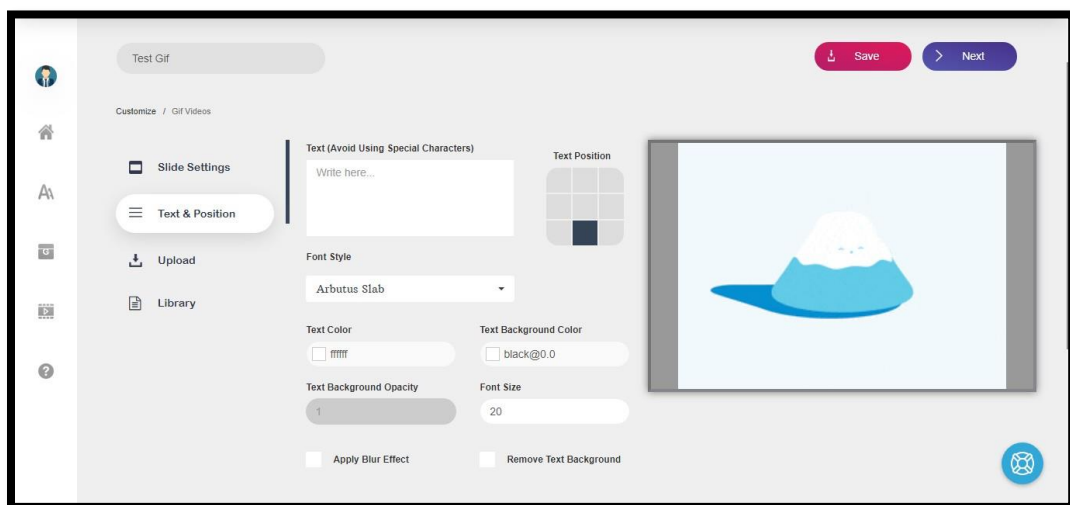 Test Gif
Save
Next
Customize / Gif Videos
Slide Settings
Text & Position
Upload
Library
Text (Avoid Using Special Characters)
Write here...
Text Position
Font Style
Arbutus Slab
Text Color
Text Background Color
ffffff
black@0.0
Text Background Opacity
Font Size
1
20
Apply Blur Effect
Remove Text Background